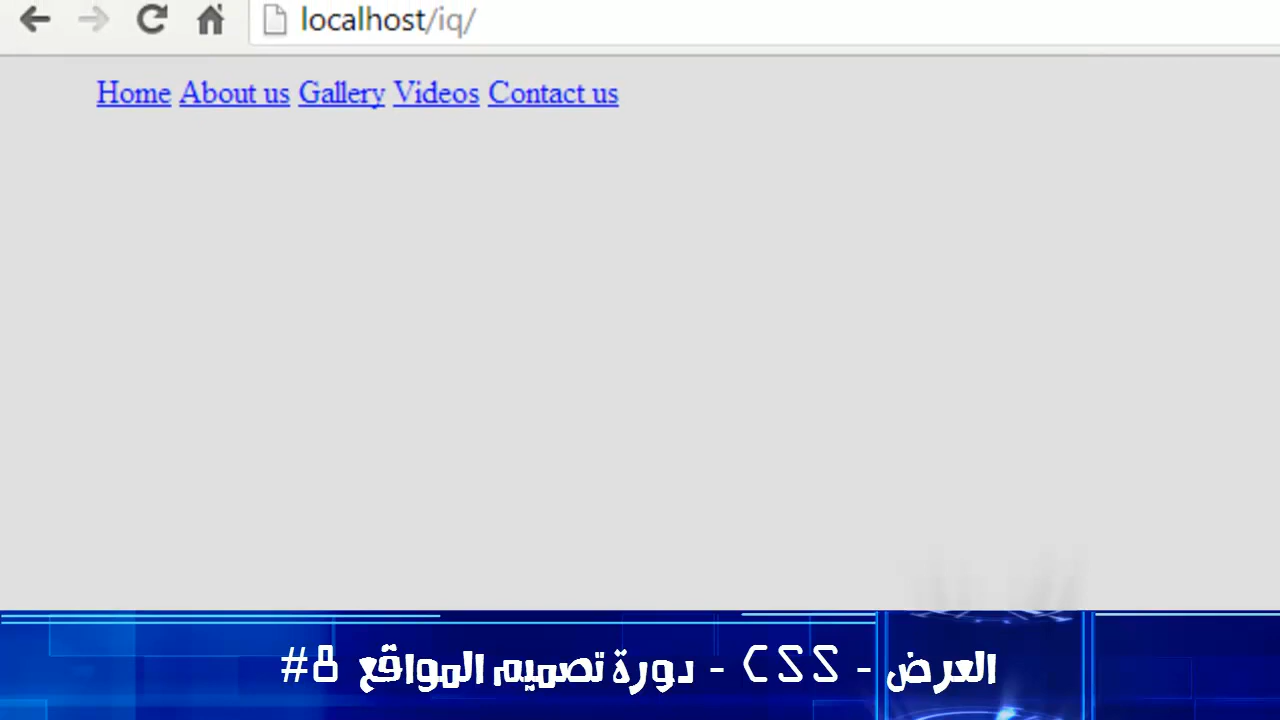 localhost/iq/
Home About us Gallery Videos Contact us
العرض - CSS - دورة تصميم المواقع #8